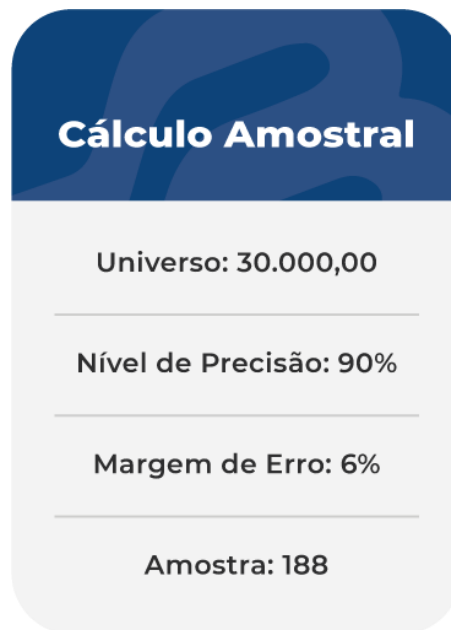 Cálculo Amostral
Universo: 30.000,00
Nível de Precisão: 90%
Margem de Erro: 6%
Amostra: 188